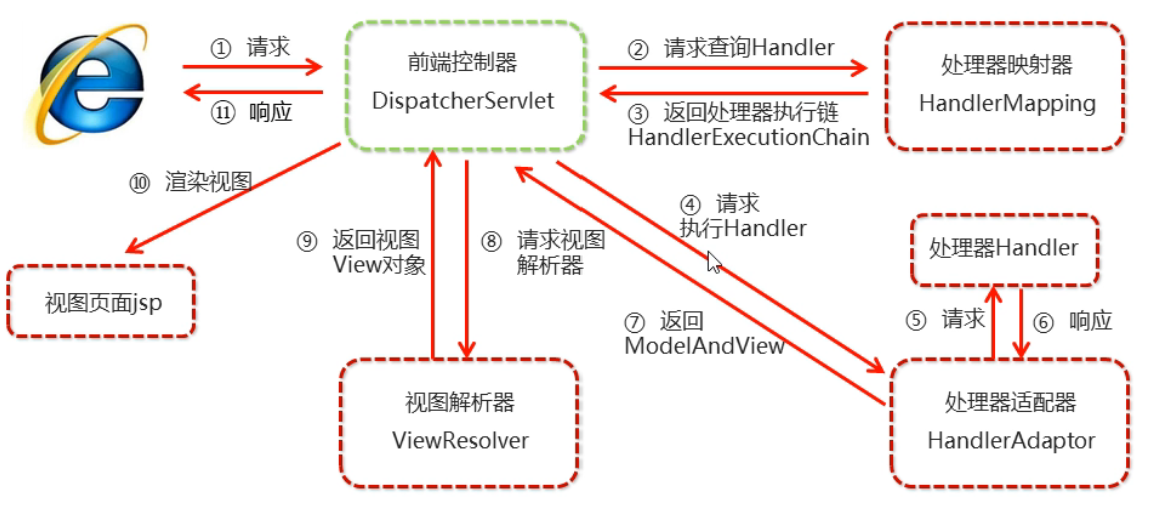 ① 请求
⑪ 响应
前端控制器
DispatcherServlet
② 请求查询Handler
③ 返回处理器执行链
HandlerExecutionChain
处理器映射器
HandlerMapping
⑩ 渲染视图
视图页面jsp
⑨ 返回视图
View对象
⑧ 请求视图
解析器
④ 请求
执行Handler
⑦ 返回
ModelAndView
处理器Handler
⑤ 请求
⑥ 响应
视图解析器
ViewResolver
处理器适配器
HandlerAdaptor